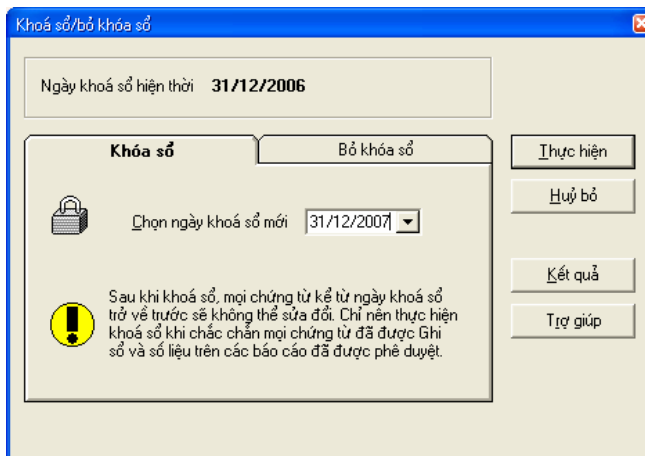 Khoá sổ/bỏ khóa sổ
Ngày khoá sổ hiện thời 31/12/2006
Khóa sổ
Bỏ khóa sổ
Chọn ngày khoá sổ mới 31/12/2007
Sau khi khoá sổ, mọi chứng từ kể từ ngày khoá sổ
trở về trước sẽ không thể sửa đổi. Chỉ nên thực hiện
khoá sổ khi chắc chắn mọi chứng từ đã được Ghi
sổ và số liệu trên các báo cáo đã được phê duyệt.
Thực hiện
Huỷ bỏ
Kết quả
Trợ giúp